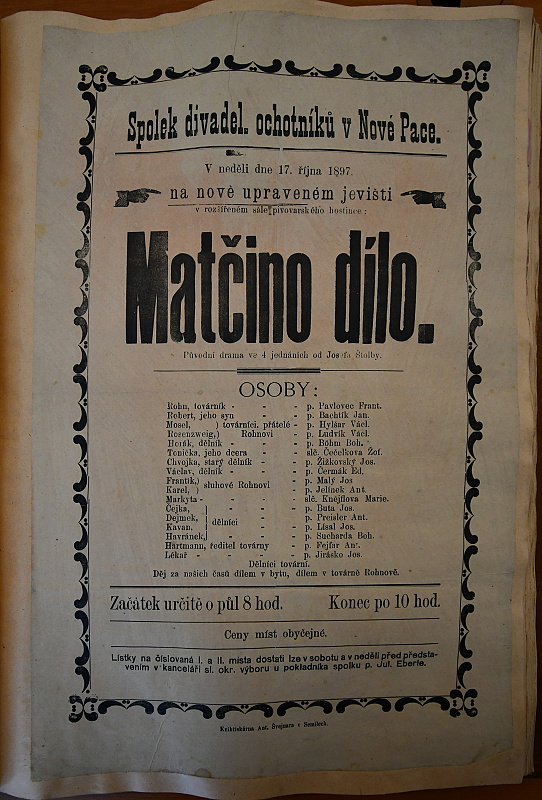 Spolek divadel. ochotníků v Nové Pace.
V neděli dne 17. října 1897.
na nově upraveném jevišti
v rozšířeném sále pivovarského hostince:
Matčino dílo.
Původní drama ve 4 jednáních od Josefa Štolby.
OSOBY:
Rohn, továrník - - - p. Pavlovec Frant.
Robert, jeho syn - - p. Bachtík Jan.
Mosel, ) továrníci, přátelé - p. Hylšar Václ.
Rosenzweig,) Rohnovi - p. Ludvík Václ.
Horák, dělník - - - p. Böhm Boh.
Tonička, jeho dcera - - slč. Čečelkova Žof.
Chvojka, starý dělník - - p. Žižkovský Jos.
Václav, dělník - - - p. Čermák Ed.
Frantík,) sluhové Rohnovi - p. Malý Jos
Karel, ) - p. Jelínek Ant.
Markyta - - - slč. Knejflova Marie.
Čejka, - p. Buta Jos.
Dejmek, dělníci - p. Preisler Ant.
Kavan, - p. Lísal Jos.
Havránek, - p. Sucharda Boh.
Hartmann, ředitel továrny - p. Fejfar Ant.
Lékař - - - p. Jiráško Jos.
Dělníci tovární.
Děj za našich časů dílem v bytu, dílem v továrně Rohnově.
Začátek určitě o půl 8 hod. Konec po 10 hod.
Ceny míst obyčejné.
Lístky na číslovaná I. a II. místa dostati lze v sobotu a v neděli před představením
v kanceláři sl. okr. výboru u pokladníka spolku p. Jul. Eberle.
Knihtiskárna Ant. Švejnara v Semilech.